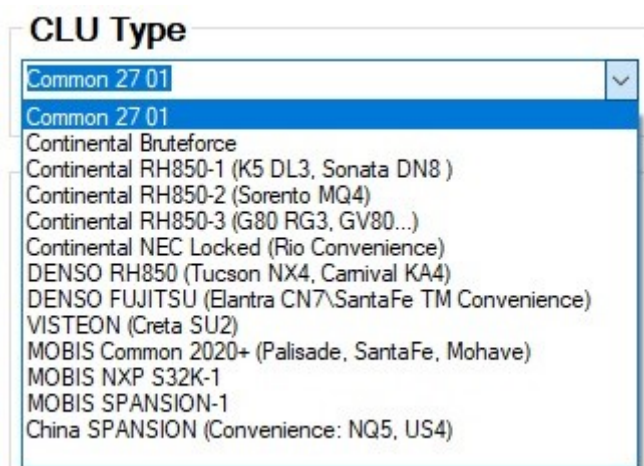 CLU Type
Common 27 01
Common 27 01
Continental Bruteforce
Continental RH850-1 (K5 DL3, Sonata DN8 )
Continental RH850-2 (Sorento MQ4)
Continental RH850-3 (G80 RG3, GV80...)
Continental NEC Locked (Rio Convenience)
DENSO RH850 (Tucson NX4, Carnival KA4)
DENSO FUJITSU (Elantra CN7\SantaFe TM Convenience)
VISTEON (Creta SU2)
MOBIS Common 2020+ (Palisade, SantaFe, Mohave)
MOBIS NXP S32K-1
MOBIS SPANSION-1
China SPANSION (Convenience: NQ5, US4)